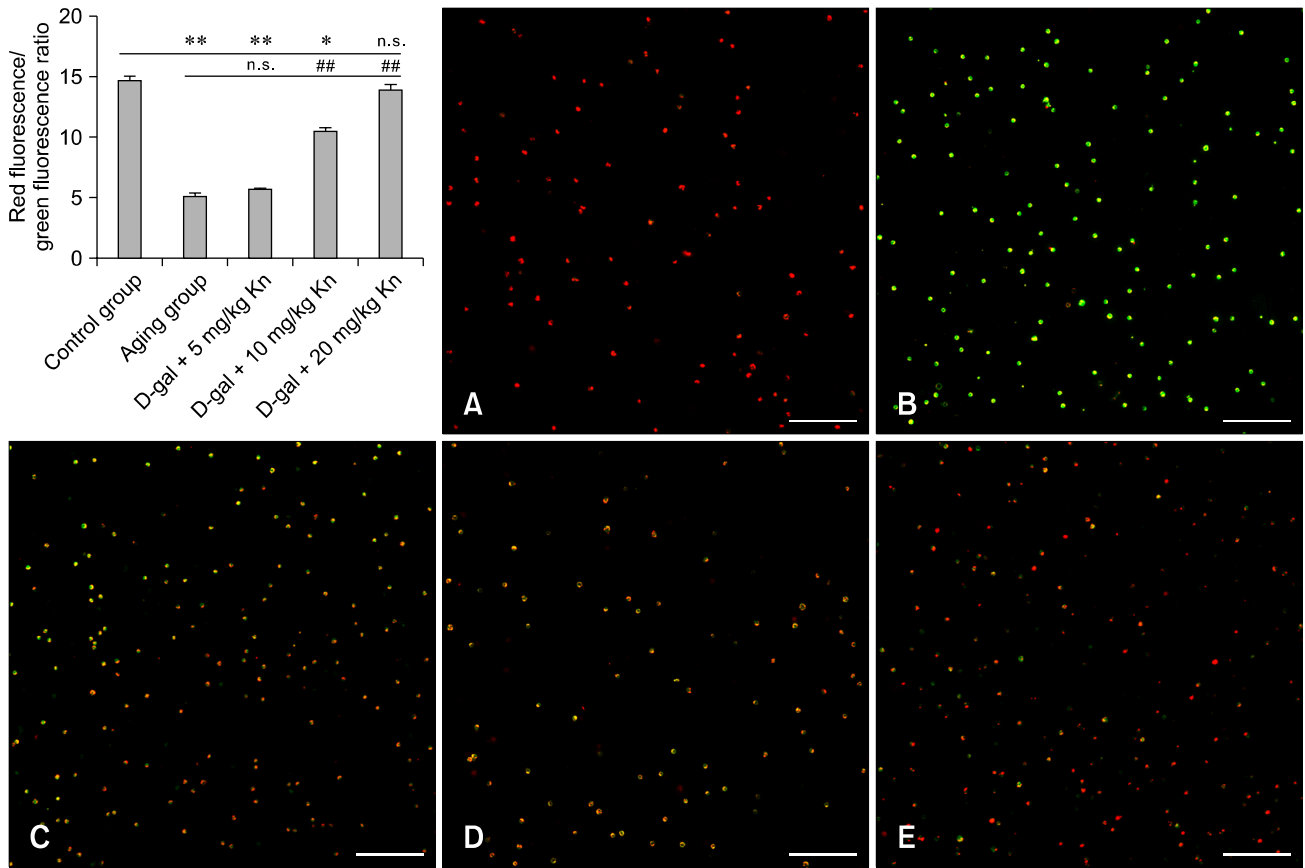 Red fluorescence/
green fluorescence ratio
20
15
10
5
0
** ** * n.s.
n.s. ## ##
Control group
Aging group
D-gal + 5 mg/kg Kn
D-gal + 10 mg/kg Kn
D-gal + 20 mg/kg Kn
A
B
C
D
E